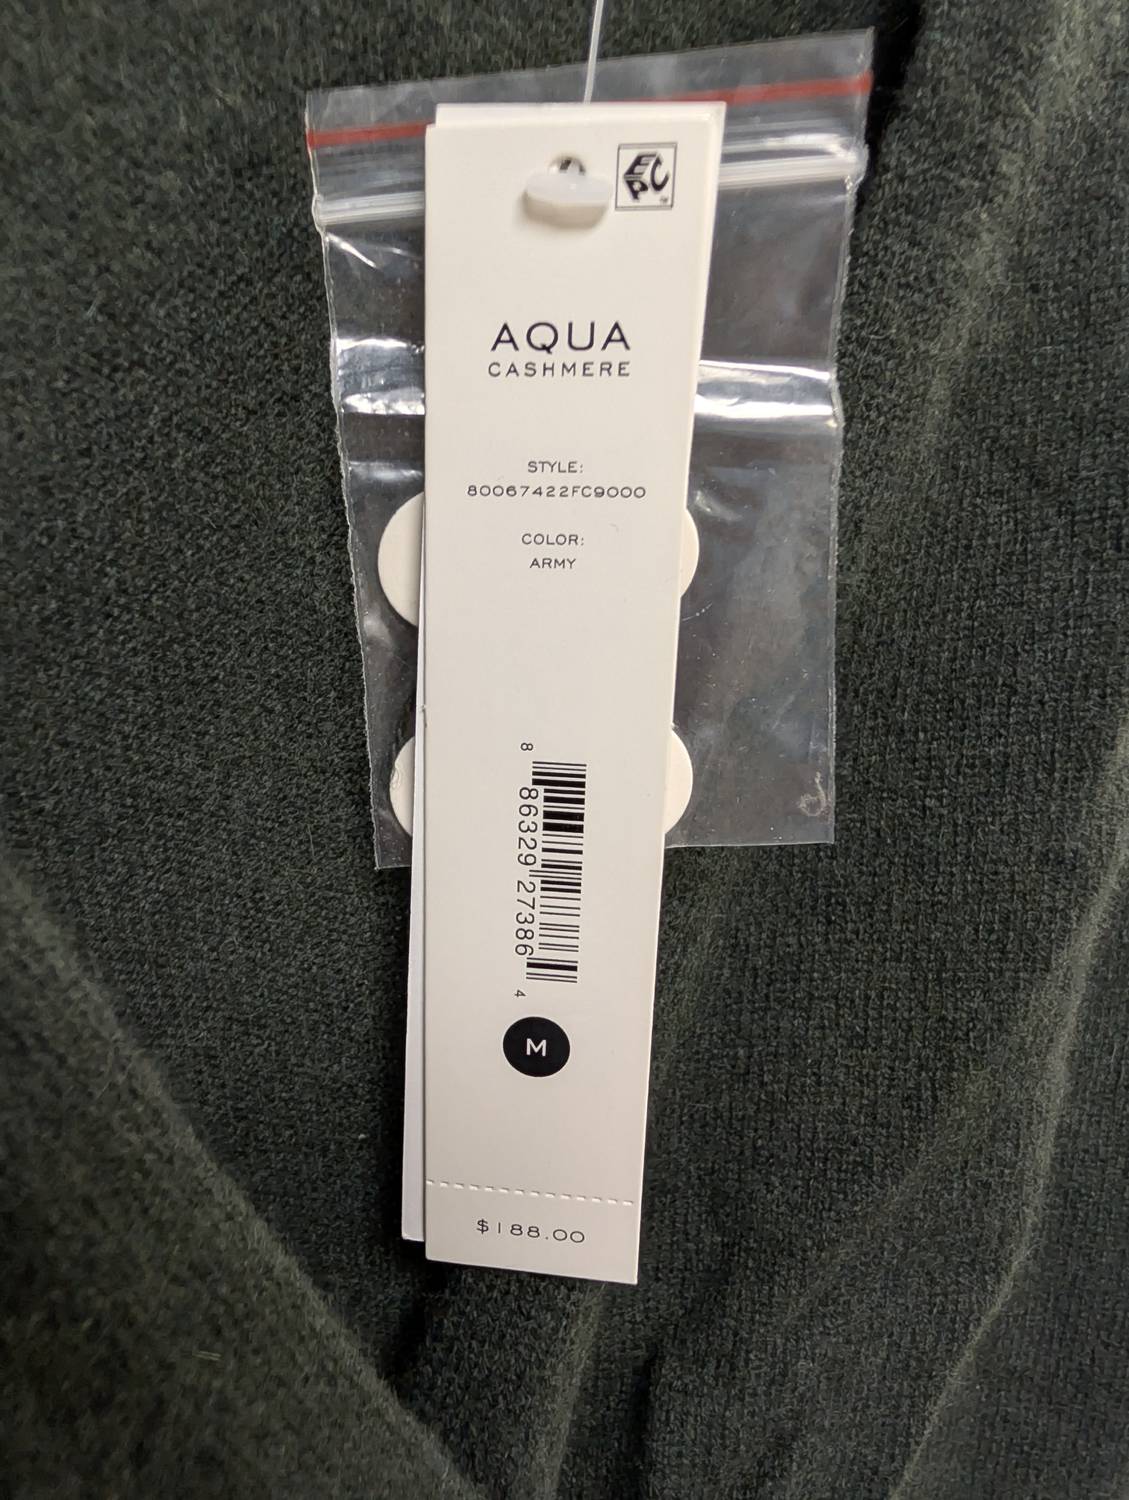 EPC
AQUA
CASHMERE
STYLE:
80067422FC9000
COLOR:
ARMY
8 86329 27386 4
M
$188.00